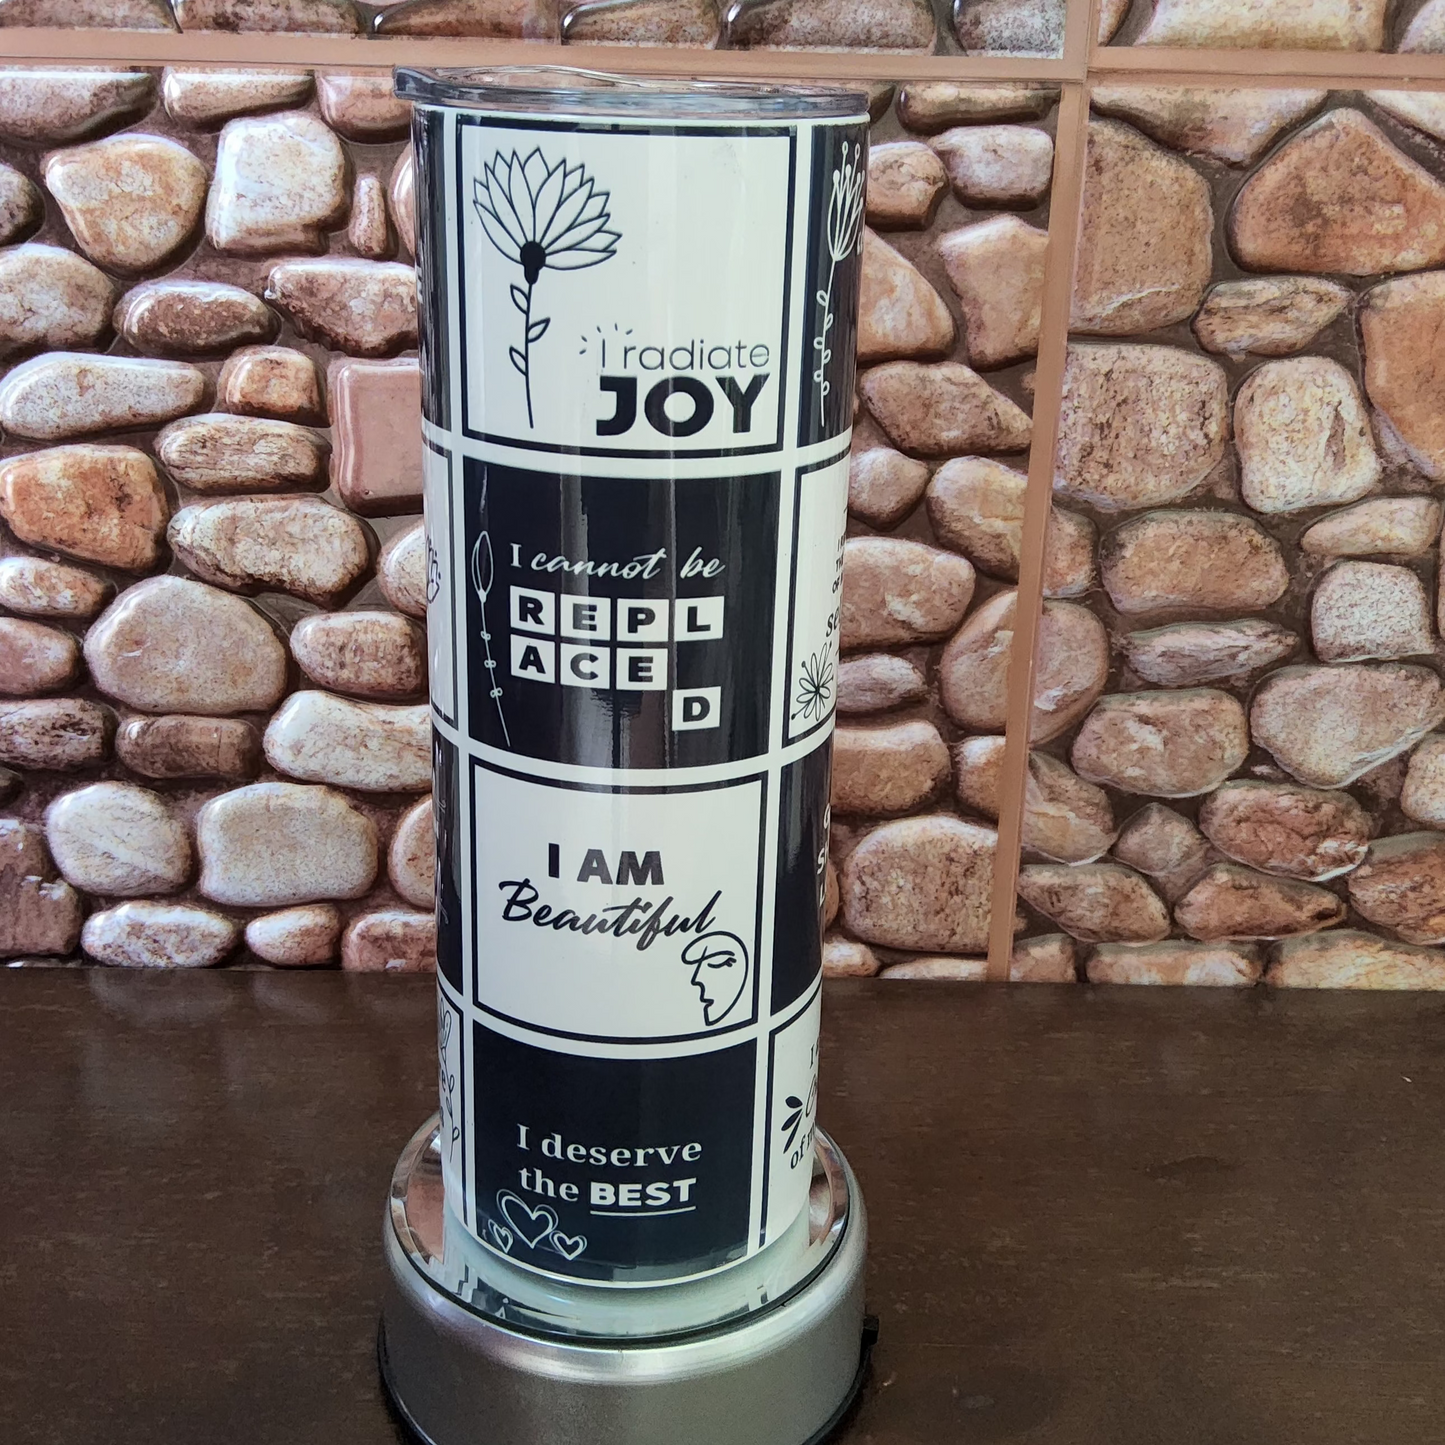 I radiate
JOY
I cannot be
REPL
ACE
D
I AM
Beautiful
I deserve
the BEST